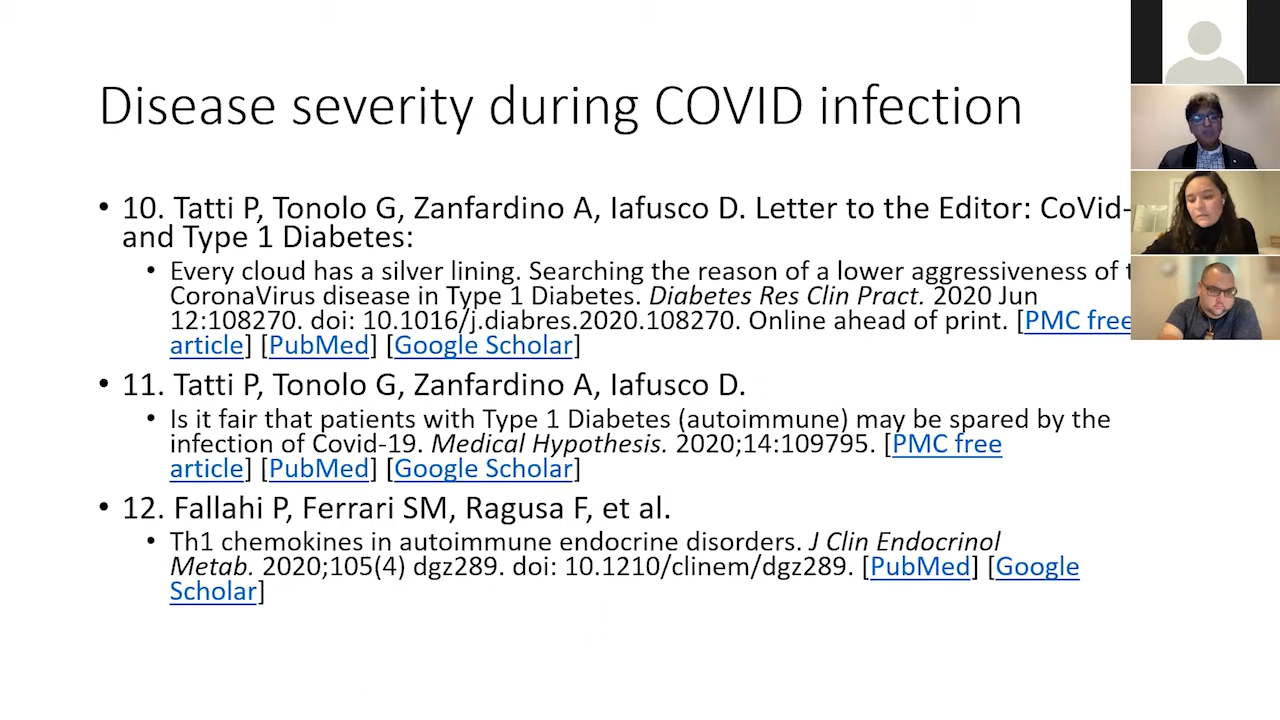 Disease severity during COVID infection
• 10. Tatti P, Tonolo G, Zanfardino A, Iafusco D. Letter to the Editor: CoVid-
and Type 1 Diabetes:
• Every cloud has a silver lining. Searching the reason of a lower aggressiveness of
CoronaVirus disease in Type 1 Diabetes. Diabetes Res Clin Pract. 2020 Jun
12:108270. doi: 10.1016/j.diabres.2020.108270. Online ahead of print. [PMC free
article] [PubMed] [Google Scholar]
• 11. Tatti P, Tonolo G, Zanfardino A, Iafusco D.
• Is it fair that patients with Type 1 Diabetes (autoimmune) may be spared by the
infection of Covid-19. Medical Hypothesis. 2020;14:109795. [PMC free
article] [PubMed] [Google Scholar]
• 12. Fallahi P, Ferrari SM, Ragusa F, et al.
• Th1 chemokines in autoimmune endocrine disorders. J Clin Endocrinol
Metab. 2020;105(4) dgz289. doi: 10.1210/clinem/dgz289. [PubMed] [Google
Scholar]